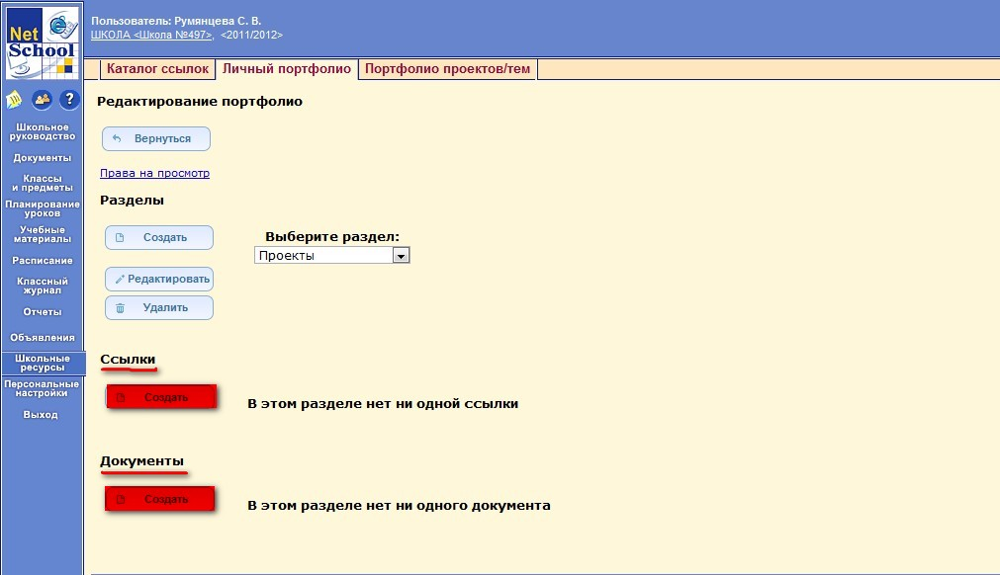 Net
School
Пользователь: Румянцева С. В.
ШКОЛА <Школа №497>, <2011/2012>
Каталог ссылок
Личный портфолио
Портфолио проектов/тем
?
Школьное
руководство
Документы
Классы
и предметы
Планирование
уроков
Учебные
материалы
Расписание
Классный
журнал
Отчеты
Объявления
Школьные
ресурсы
Персональные
настройки
Выход
Редактирование портфолио
Вернуться
Права на просмотр
Разделы
Создать
Выберите раздел:
Проекты
Редактировать
Удалить
Ссылки
Создать
В этом разделе нет ни одной ссылки
Документы
Создать
В этом разделе нет ни одного документа